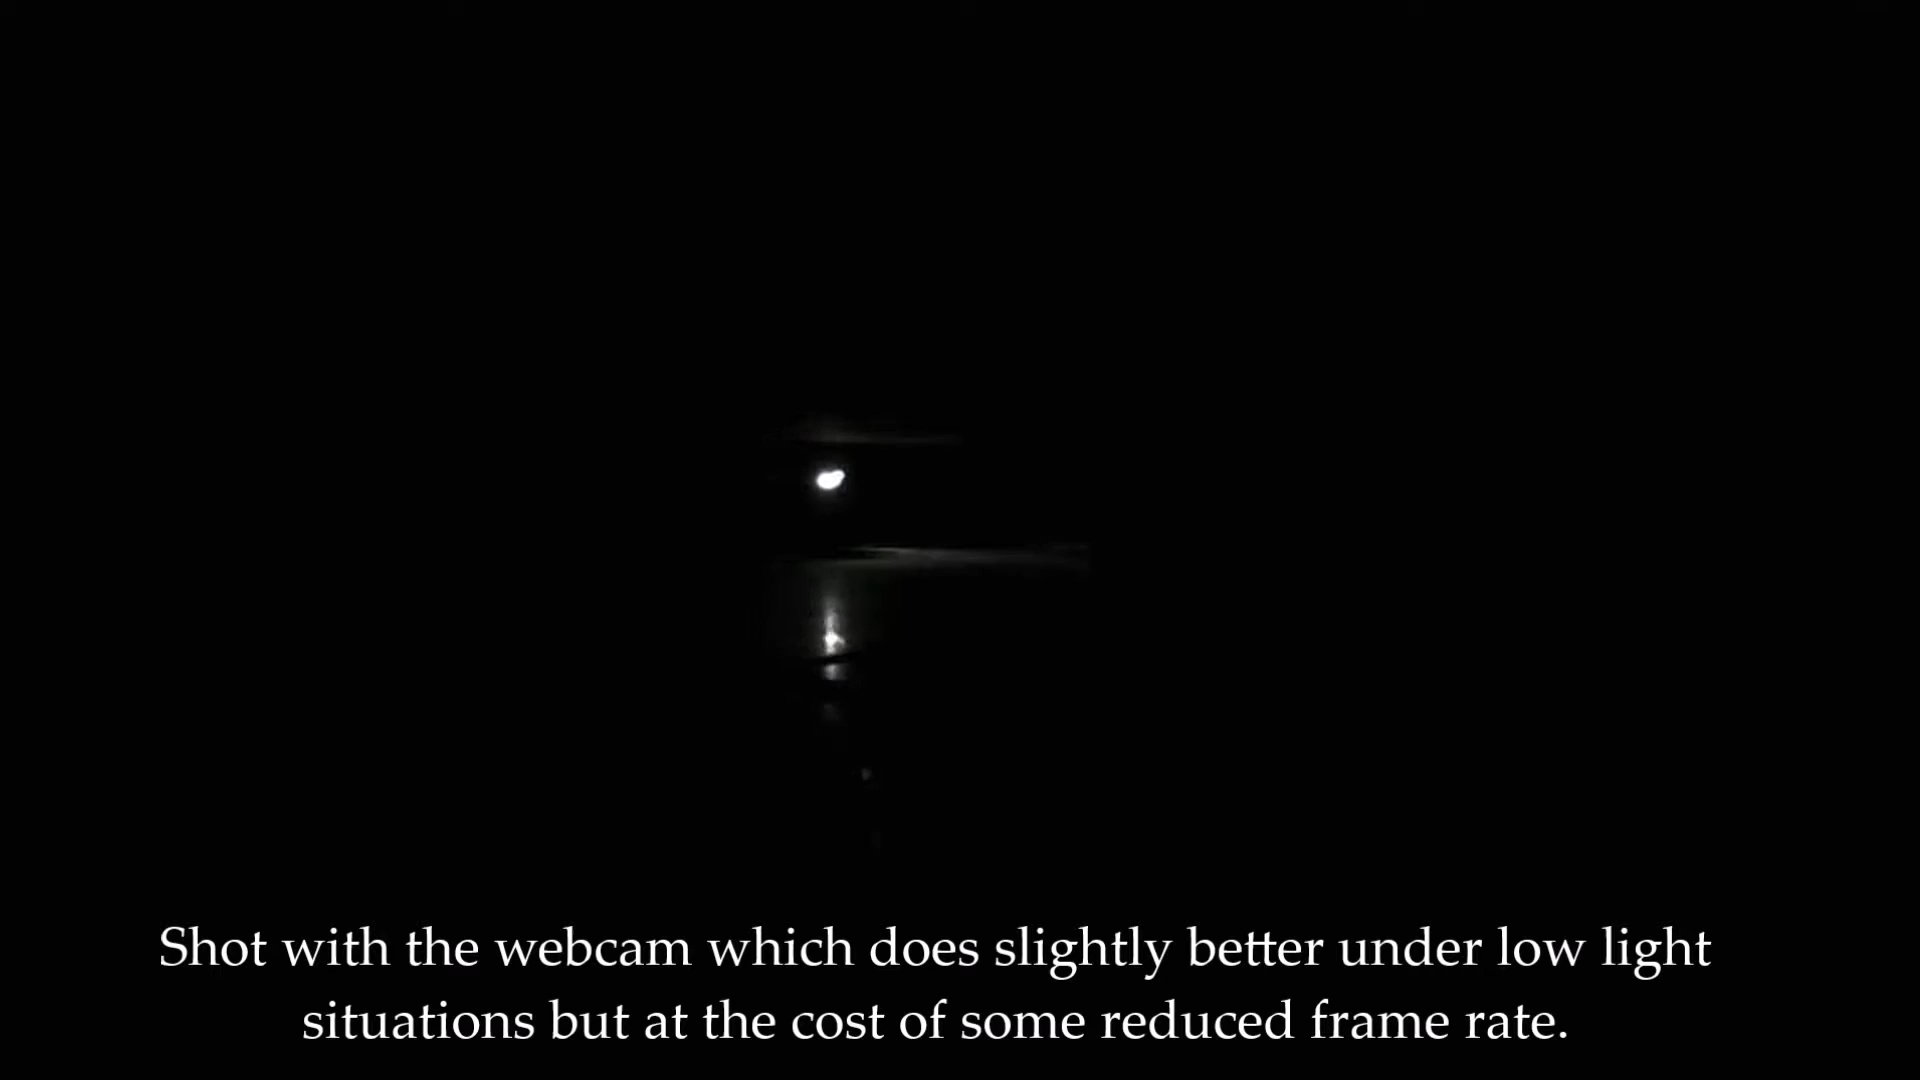 Shot with the webcam which does slightly better under low light
situations but at the cost of some reduced frame rate.